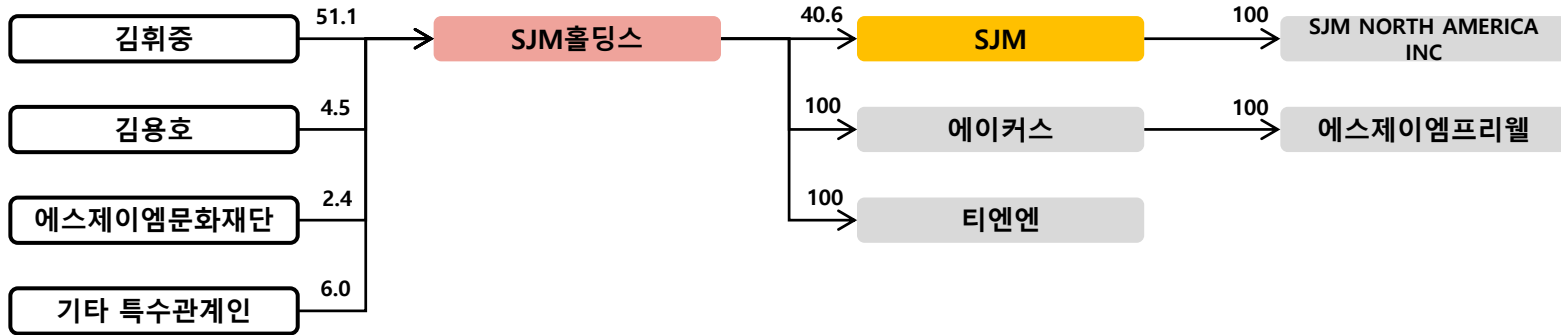 김휘중 51.1 SJM홀딩스 40.6 SJM 100 SJM NORTH AMERICA
INC
김용호 4.5 100 에이커스 100 에스제이엠프리웰
에스제이엠문화재단 2.4 100 티엔엔
기타 특수관계인 6.0